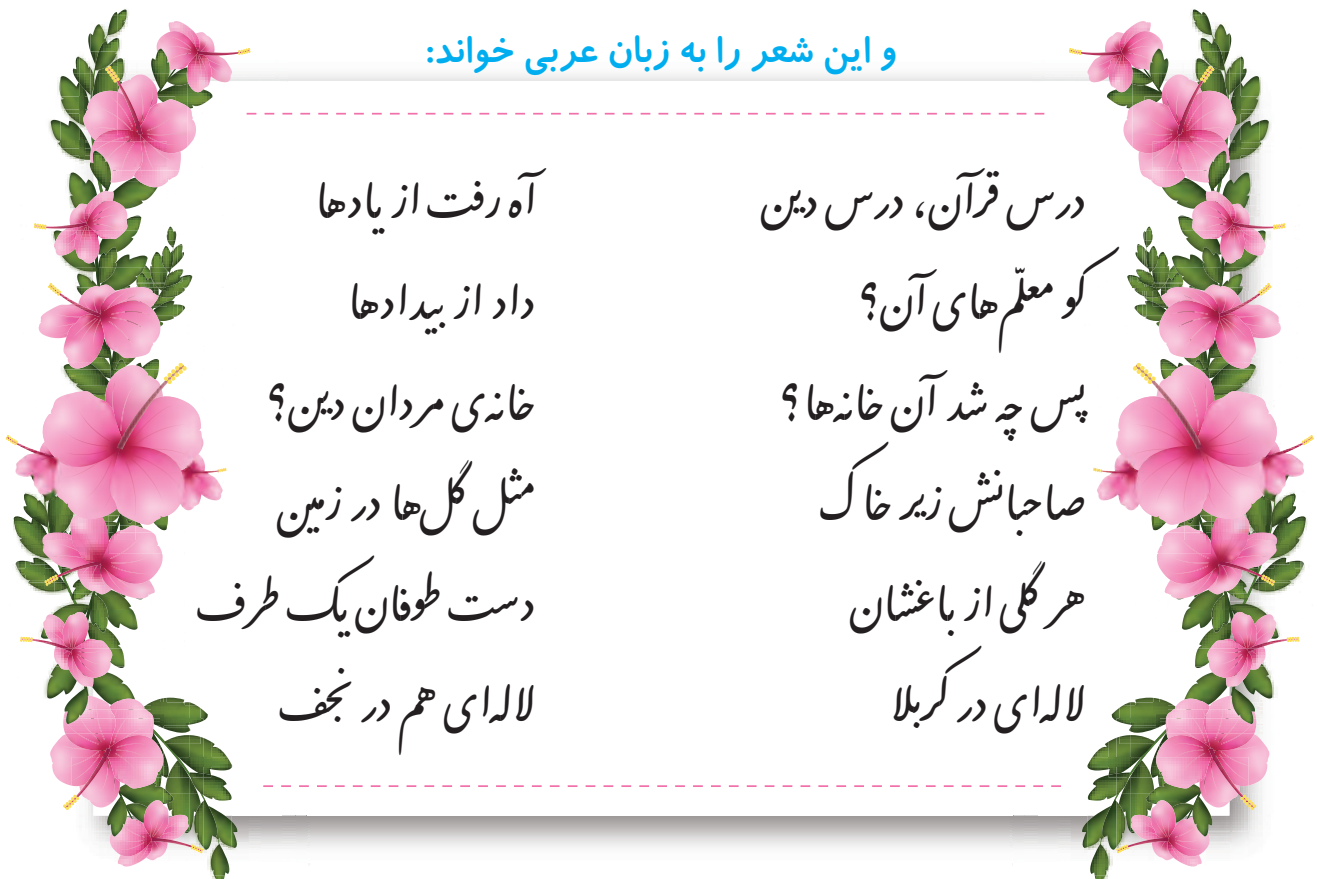 و این شعر را به زبان عربی خواند:
درس قرآن، درس دین آه رفت از یادها
کو معلّم‌های آن؟ داد از بیدادها
پس چه شد آن خانه‌ها؟ خانه‌ی مردان دین؟
صاحبانش زیر خاک مثل گل‌ها در زمین
هر گلی از باغشان دست طوفان یک طرف
لاله‌ای در کربلا لاله‌ای هم در نجف